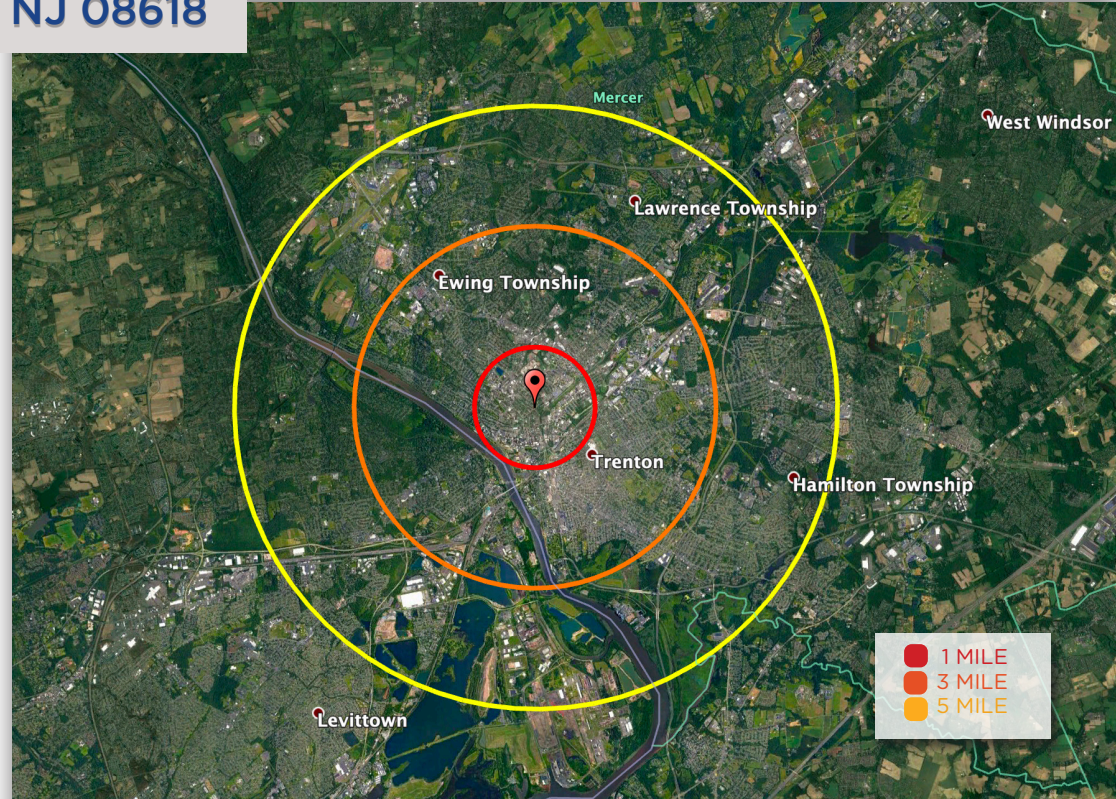 NJ 08618
Mercer
West Windsor
Lawrence Township
Ewing Township
Trenton
Hamilton Township
1 MILE
3 MILE
5 MILE
Levittown